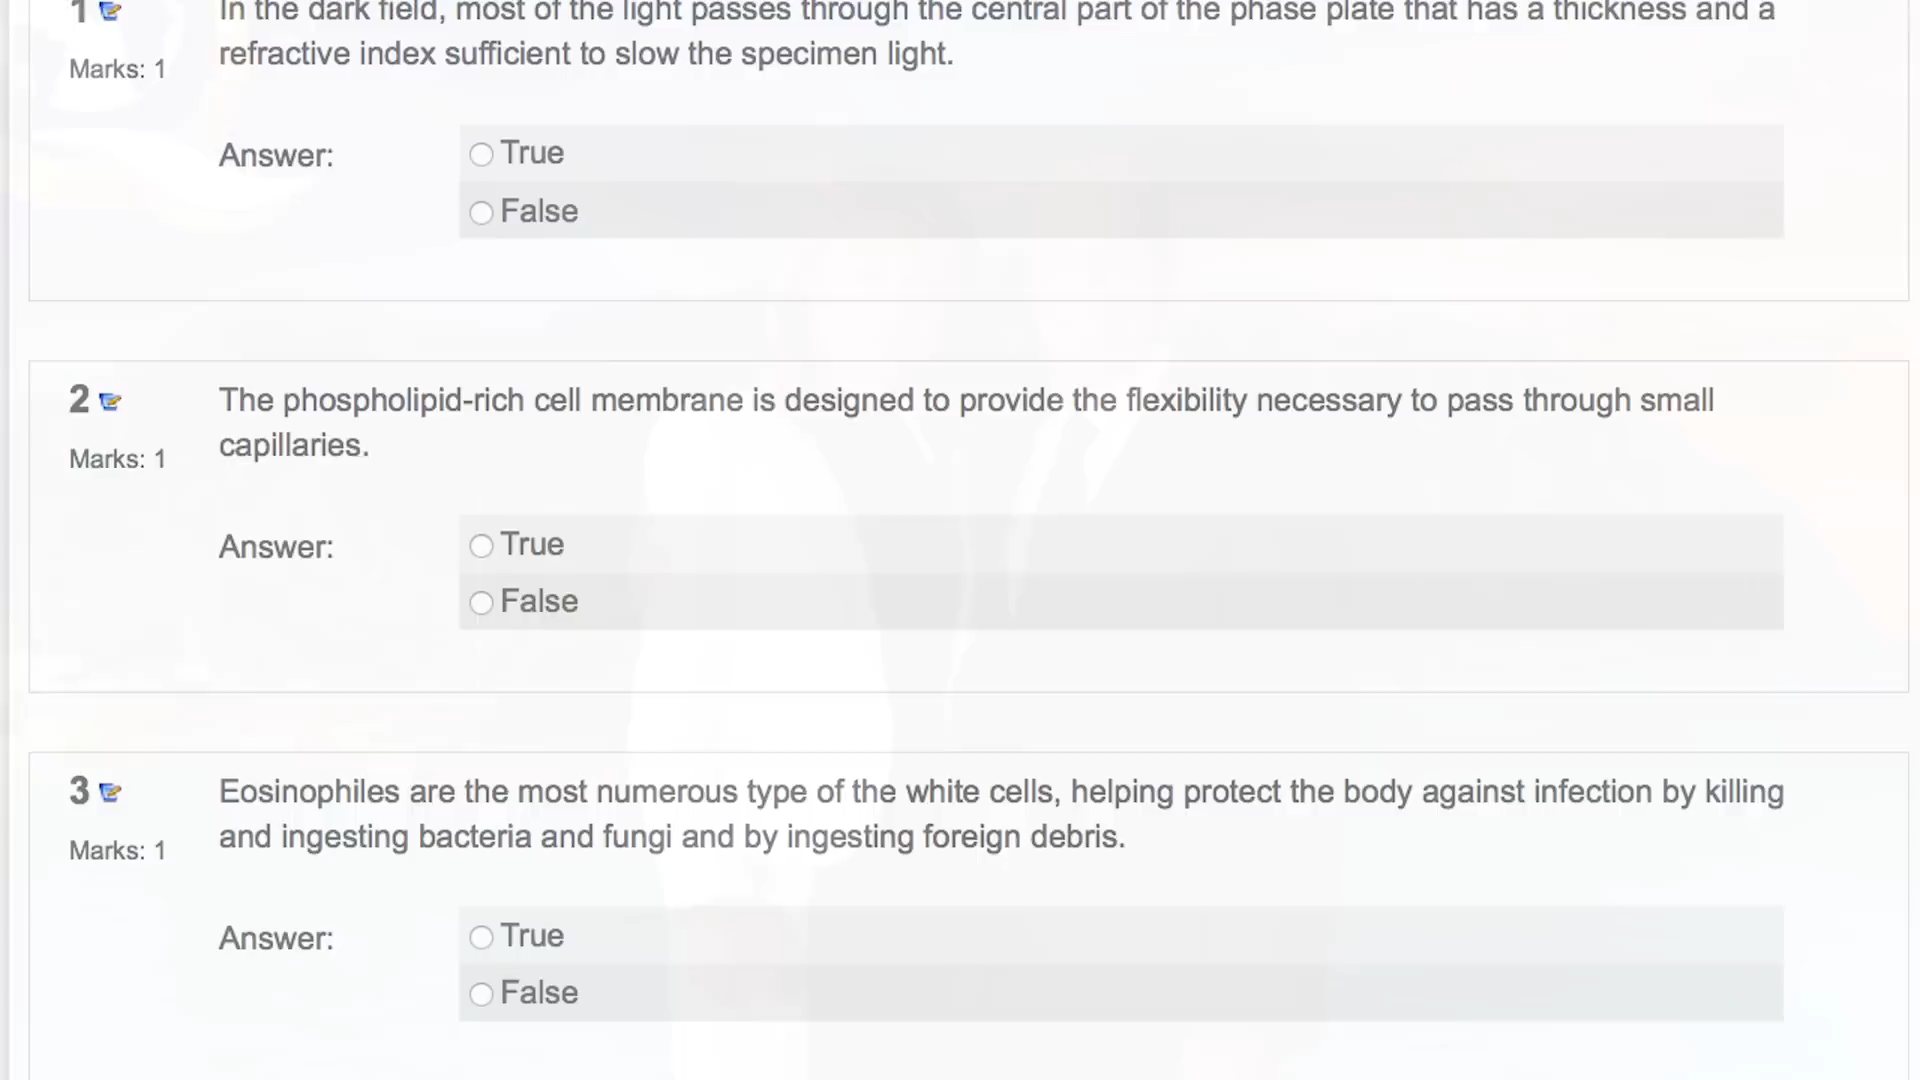 1
In the dark field, most of the light passes through the central part of the phase plate that has a thickness and a
refractive index sufficient to slow the specimen light.
Marks: 1
Answer:
True
False
2
The phospholipid-rich cell membrane is designed to provide the flexibility necessary to pass through small
capillaries.
Marks: 1
Answer:
True
False
3
Eosinophiles are the most numerous type of the white cells, helping protect the body against infection by killing
and ingesting bacteria and fungi and by ingesting foreign debris.
Marks: 1
Answer:
True
False